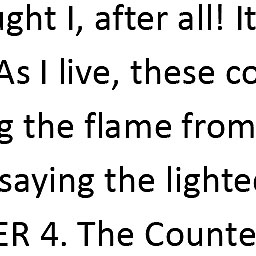 ught I, after all! It
As I live, these co
g the flame from
saying the lighte
ER 4. The Counte